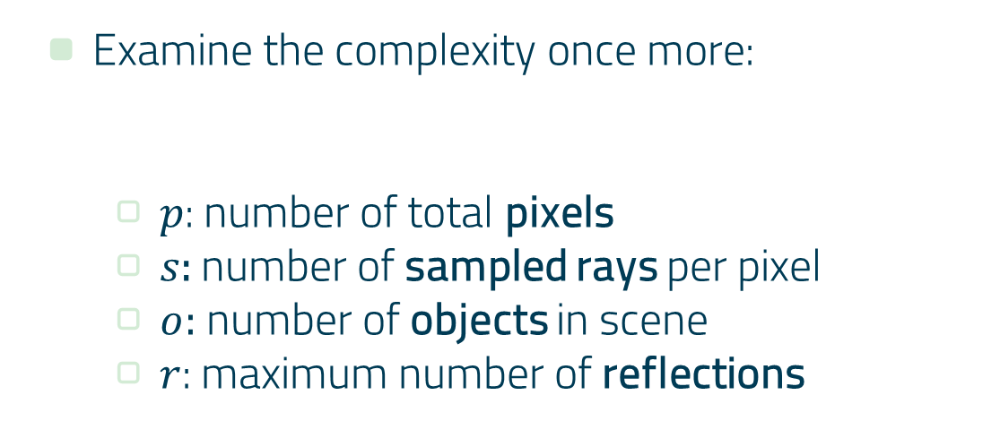 Examine the complexity once more:
p: number of total pixels
s: number of sampled rays per pixel
o: number of objects in scene
r: maximum number of reflections